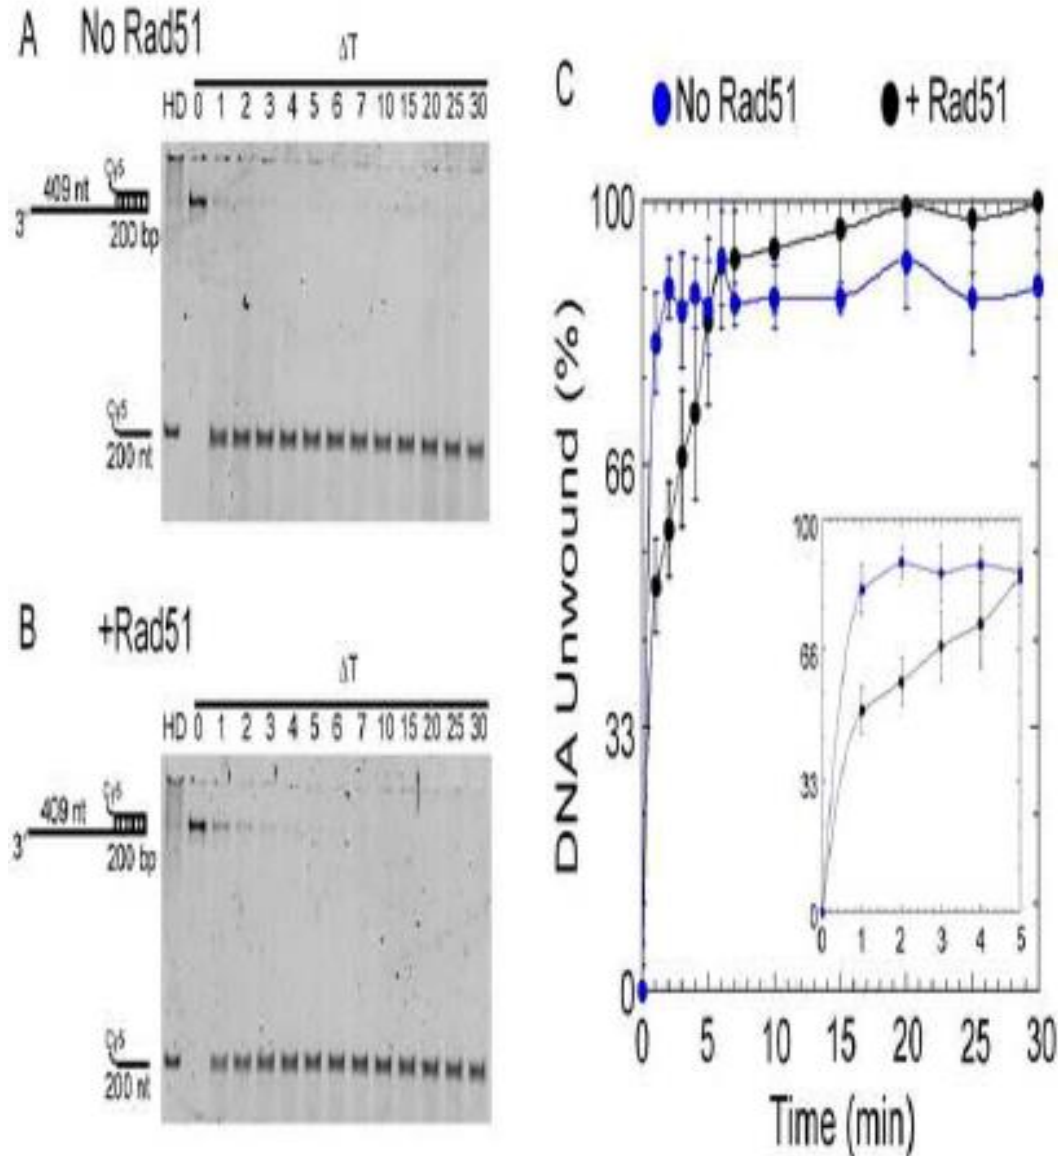 A No Rad51
ΔT
HD 0 1 2 3 4 5 6 7 10 15 20 25 30
Cy5
409 nt
3'
200 bp
Cy5
200 nt
B +Rad51
ΔT
HD 0 1 2 3 4 5 6 7 10 15 20 25 30
Cy5
409 nt
3'
200 bp
Cy5
200 nt
C No Rad51 + Rad51
DNA Unwound (%)
100
66
33
0
0 5 10 15 20 25 30
Time (min)
100
66
33
0
0 1 2 3 4 5